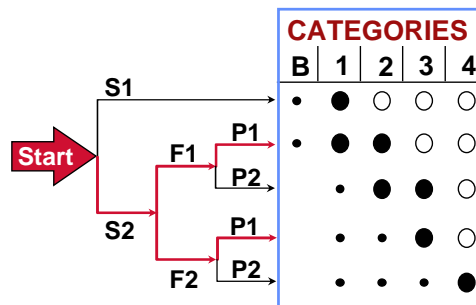 CATEGORIES
B 1 2 3 4
S1
P1
F1
Start
P2
S2
P1
F2 P2